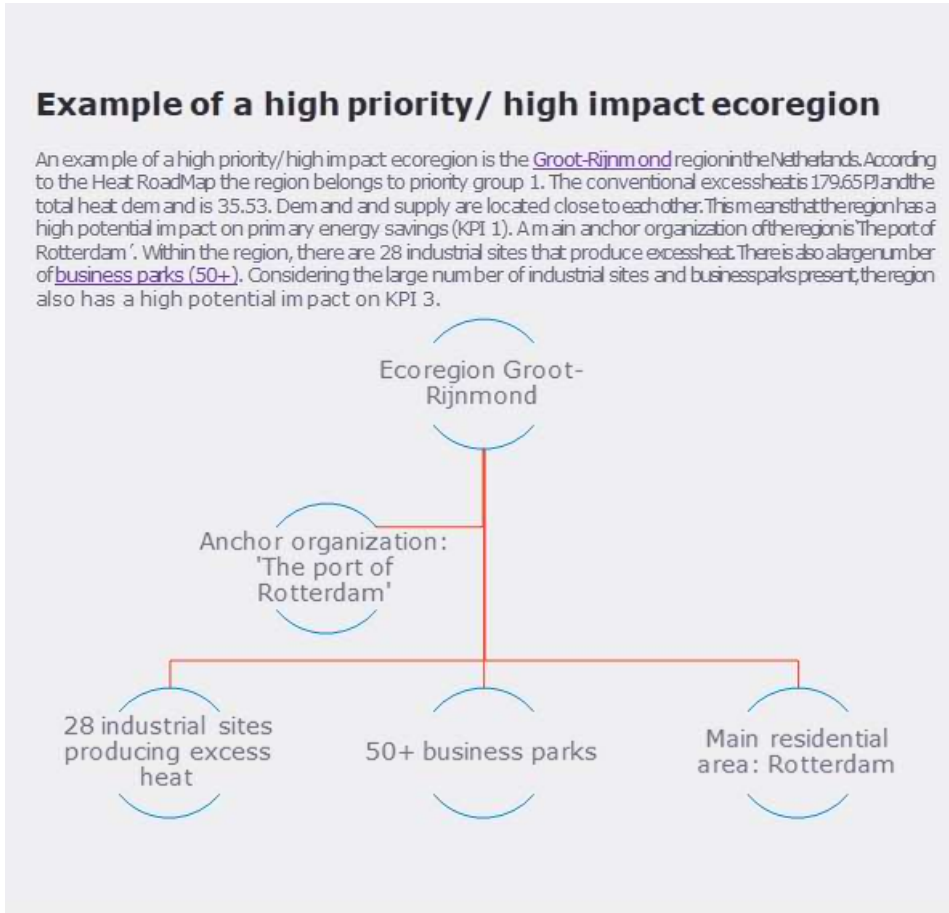 Example of a high priority/ high impact ecoregion
An example of a high priority/high impact ecoregion is the Groot-Rijnmond region in the Netherlands. According
to the Heat RoadMap the region belongs to priority group 1. The conventional excess heat is 179.65 PJ and the
total heat demand is 35.53. Demand and supply are located close to each other. This means that the region has a
high potential impact on primary energy savings (KPI 1). A main anchor organization of the region is ‘The port of
Rotterdam´. Within the region, there are 28 industrial sites that produce excess heat. There is also a large number
of business parks (50+). Considering the large number of industrial sites and business parks present, the region
also has a high potential impact on KPI 3.
Ecoregion Groot-
Rijnmond
Anchor organization:
'The port of
Rotterdam'
28 industrial sites
producing excess
heat
50+ business parks
Main residential
area: Rotterdam